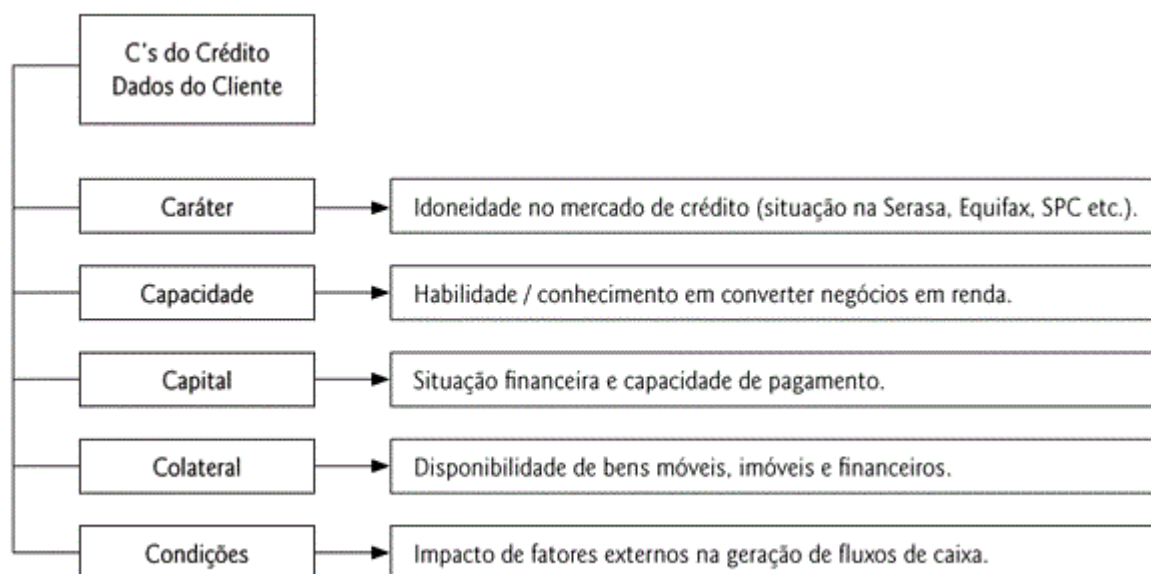 C's do Crédito
Dados do Cliente
Caráter
Idoneidade no mercado de crédito (situação na Serasa, Equifax, SPC etc.).
Capacidade
Habilidade / conhecimento em converter negócios em renda.
Capital
Situação financeira e capacidade de pagamento.
Colateral
Disponibilidade de bens móveis, imóveis e financeiros.
Condições
Impacto de fatores externos na geração de fluxos de caixa.